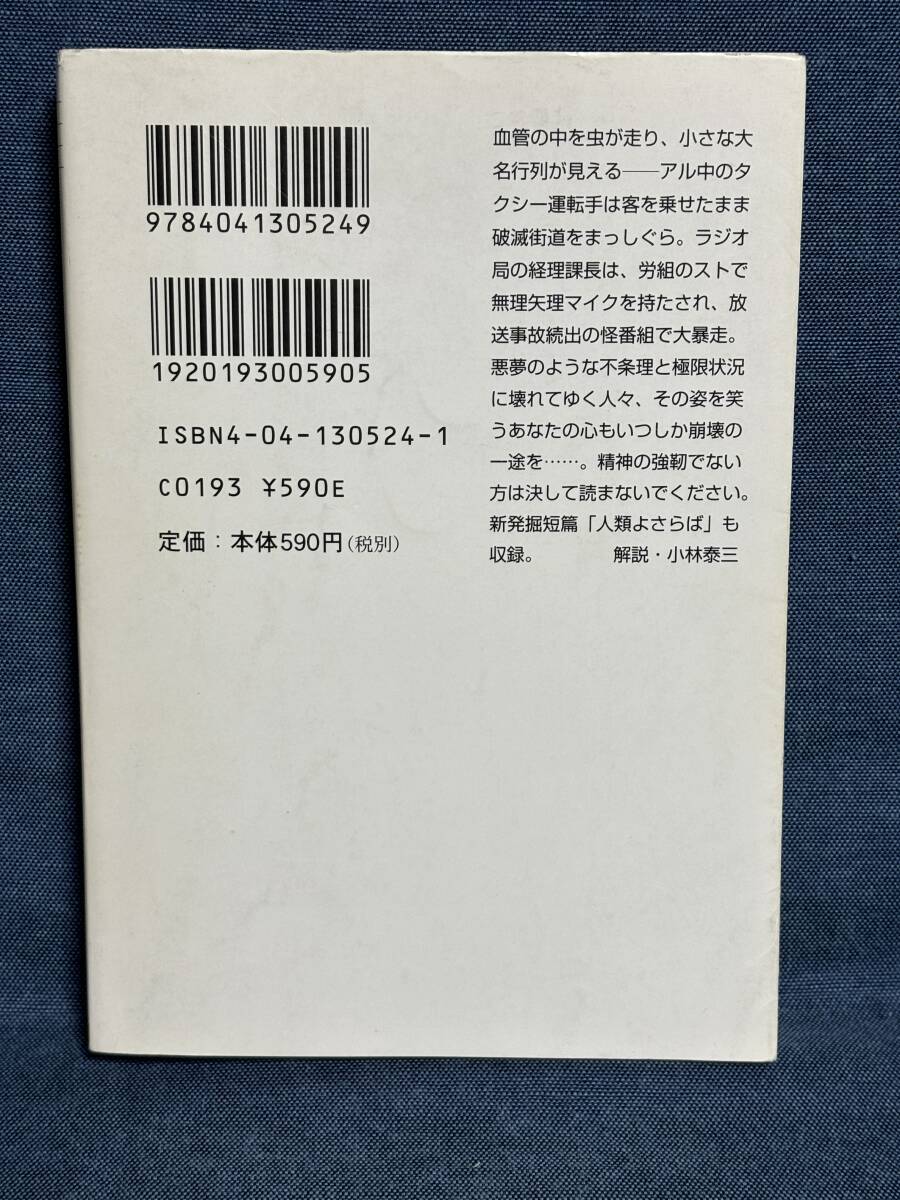 9784041305249
1920193005905
ISBN4-04-130524-1
C0193 ¥590E
定価：本体590円（税別）
血管の中を虫が走り、小さな大
名行列が見える――アル中のタ
クシー運転手は客を乗せたまま
破滅街道をまっしぐら。ラジオ
局の経理課長は、労組のストで
無理矢理マイクを持たされ、放
送事故続出の怪番組で大暴走。
悪夢のような不条理と極限状況
に壊れてゆく人々、その姿を笑
うあなたの心もいつしか崩壊の
一途を……。精神の強靭でない
方は決して読まないでください。
新発掘短篇「人類よさらば」も
収録。 解説・小林泰三